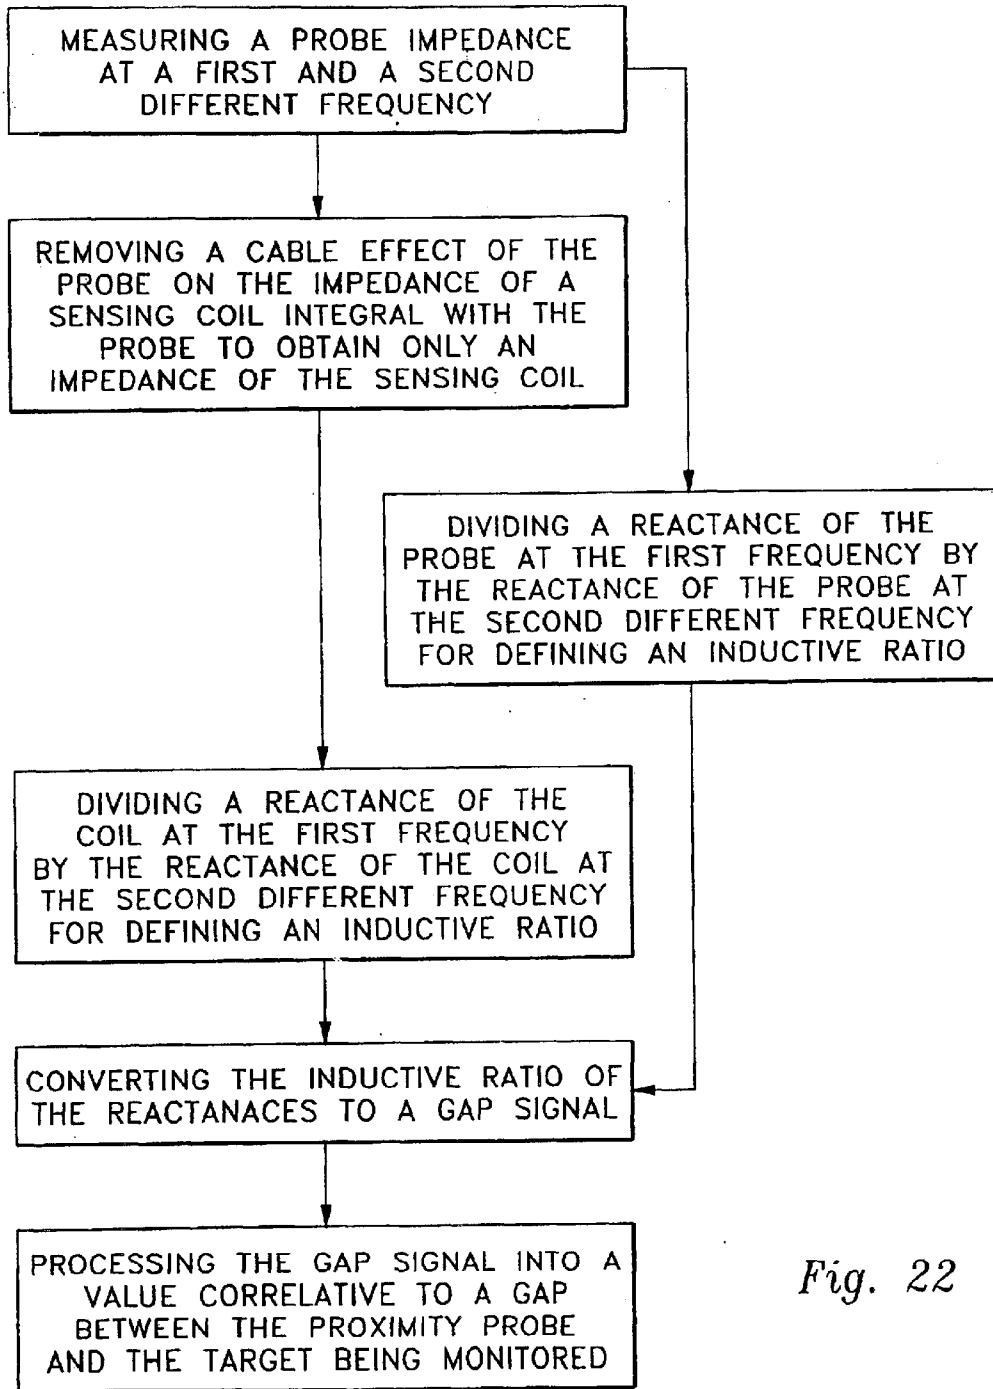 MEASURING A PROBE IMPEDANCE
AT A FIRST AND A SECOND
DIFFERENT FREQUENCY
REMOVING A CABLE EFFECT OF THE
PROBE ON THE IMPEDANCE OF A
SENSING COIL INTEGRAL WITH THE
PROBE TO OBTAIN ONLY AN
IMPEDANCE OF THE SENSING COIL
DIVIDING A REACTANCE OF THE
PROBE AT THE FIRST FREQUENCY BY
THE REACTANCE OF THE PROBE AT
THE SECOND DIFFERENT FREQUENCY
FOR DEFINING AN INDUCTIVE RATIO
DIVIDING A REACTANCE OF THE
COIL AT THE FIRST FREQUENCY
BY THE REACTANCE OF THE COIL AT
THE SECOND DIFFERENT FREQUENCY
FOR DEFINING AN INDUCTIVE RATIO
CONVERTING THE INDUCTIVE RATIO OF
THE REACTANACES TO A GAP SIGNAL
PROCESSING THE GAP SIGNAL INTO A
VALUE CORRELATIVE TO A GAP
BETWEEN THE PROXIMITY PROBE
AND THE TARGET BEING MONITORED
Fig. 22